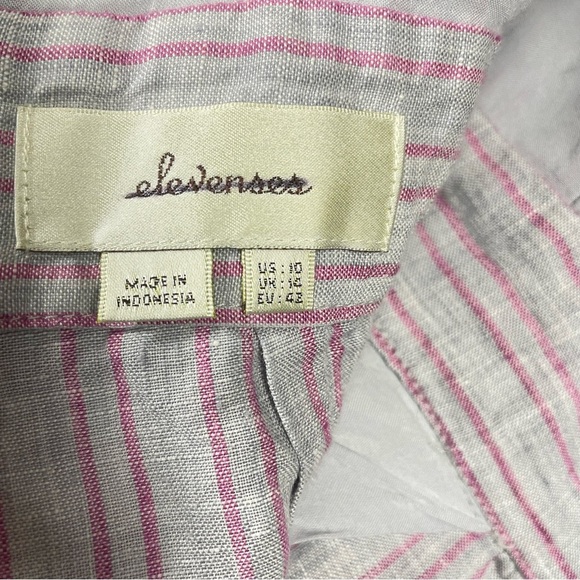 elevenses
MADE IN
INDONESIA
US : 10
UK : 14
EU : 42